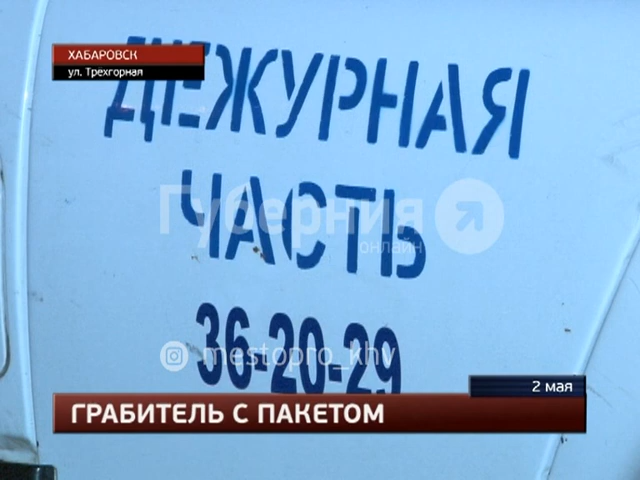 ХАБАРОВСК
ул. Трехгорная
ДЕЖУРНАЯ
ЧАСТЬ
Губерния
онлайн
36-20-29
mestopro_khv
2 мая
ГРАБИТЕЛЬ С ПАКЕТОМ